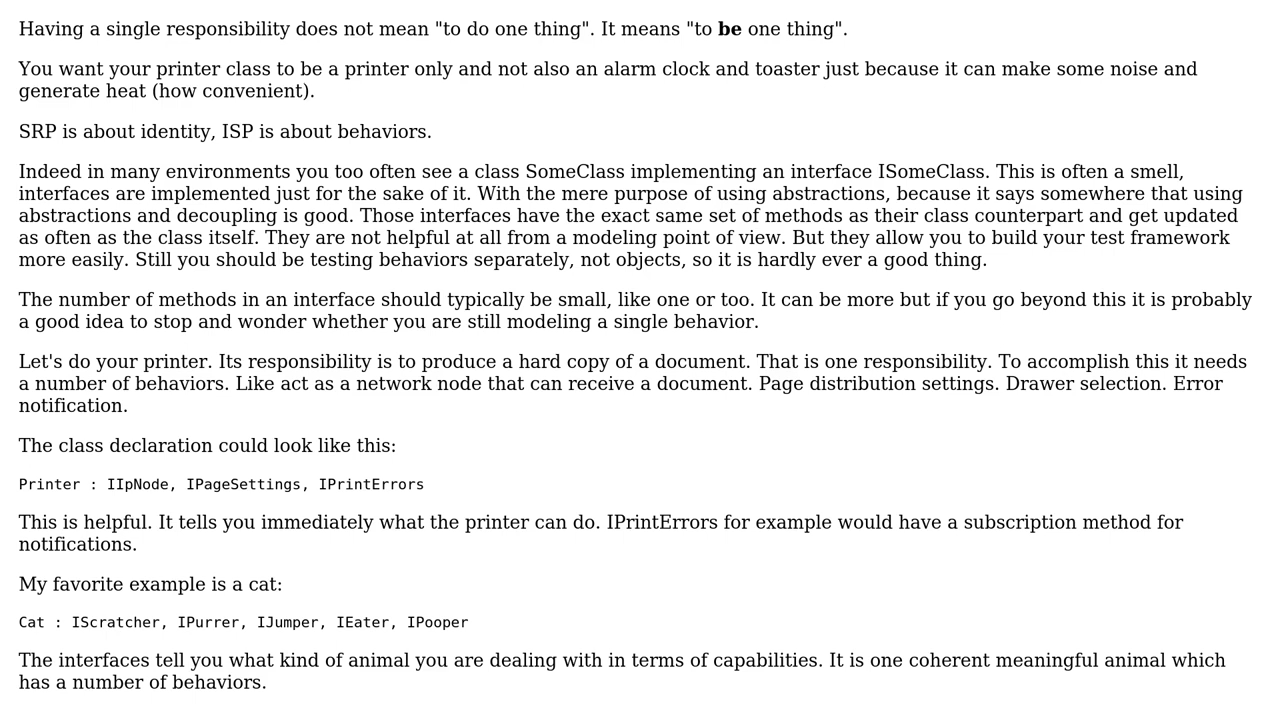 Having a single responsibility does not mean "to do one thing". It means "to be one thing".
You want your printer class to be a printer only and not also an alarm clock and toaster just because it can make some noise and
generate heat (how convenient).
SRP is about identity, ISP is about behaviors.
Indeed in many environments you too often see a class SomeClass implementing an interface ISomeClass. This is often a smell,
interfaces are implemented just for the sake of it. With the mere purpose of using abstractions, because it says somewhere that using
abstractions and decoupling is good. Those interfaces have the exact same set of methods as their class counterpart and get updated
as often as the class itself. They are not helpful at all from a modeling point of view. But they allow you to build your test framework
more easily. Still you should be testing behaviors separately, not objects, so it is hardly ever a good thing.
The number of methods in an interface should typically be small, like one or too. It can be more but if you go beyond this it is probably
a good idea to stop and wonder whether you are still modeling a single behavior.
Let's do your printer. Its responsibility is to produce a hard copy of a document. That is one responsibility. To accomplish this it needs
a number of behaviors. Like act as a network node that can receive a document. Page distribution settings. Drawer selection. Error
notification.
The class declaration could look like this:
Printer : IIpNode, IPageSettings, IPrintErrors
This is helpful. It tells you immediately what the printer can do. IPrintErrors for example would have a subscription method for
notifications.
My favorite example is a cat:
Cat : IScratcher, IPurrer, IJumper, IEater, IPooper
The interfaces tell you what kind of animal you are dealing with in terms of capabilities. It is one coherent meaningful animal which
has a number of behaviors.